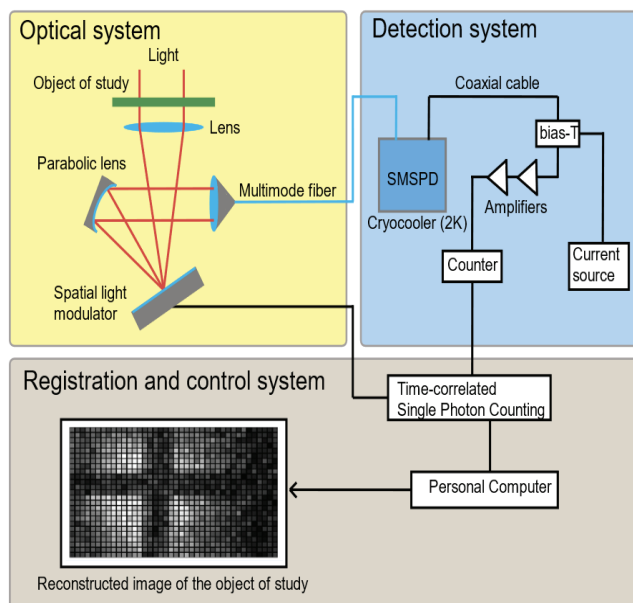 Optical system
Light
Object of study
Lens
Parabolic lens
Multimode fiber
Spatial light
modulator
Detection system
Coaxial cable
bias-T
SMSPD
Amplifiers
Cryocooler (2K)
Counter
Current
source
Registration and control system
Time-correlated
Single Photon Counting
Personal Computer
Reconstructed image of the object of study